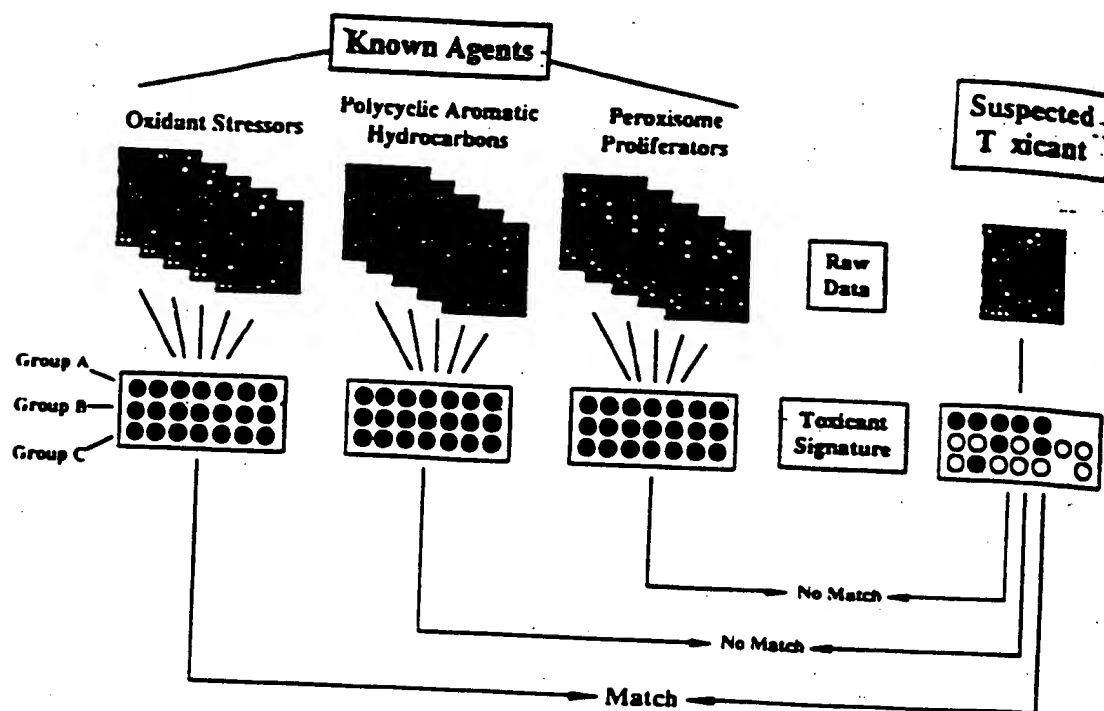 Known Agents
Oxidant Stressors
Polycyclic Aromatic
Hydrocarbons
Peroxisome
Proliferators
Suspected
T xicant
Raw
Data
Group A
Group B
Group C
Toxicant
Signature
No Match
No Match
Match